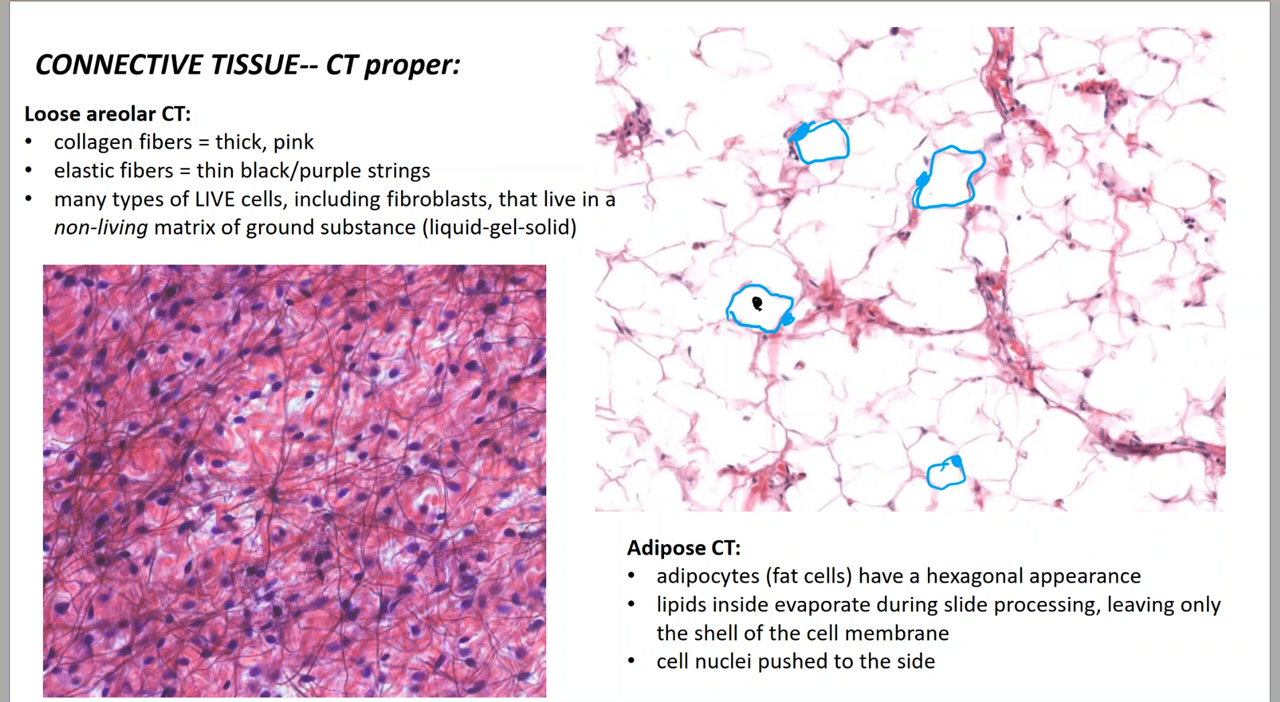 CONNECTIVE TISSUE-- CT proper:
Loose areolar CT:
• collagen fibers = thick, pink
• elastic fibers = thin black/purple strings
• many types of LIVE cells, including fibroblasts, that live in a
non-living matrix of ground substance (liquid-gel-solid)
Adipose CT:
• adipocytes (fat cells) have a hexagonal appearance
• lipids inside evaporate during slide processing, leaving only
the shell of the cell membrane
• cell nuclei pushed to the side